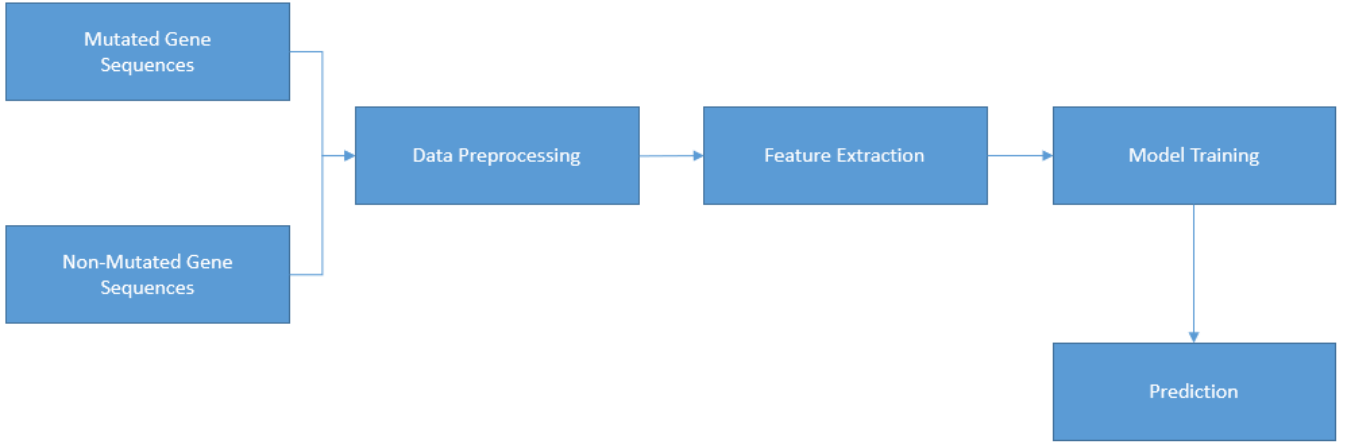 Mutated Gene
Sequences
Data Preprocessing
Feature Extraction
Model Training
Non-Mutated Gene
Sequences
Prediction